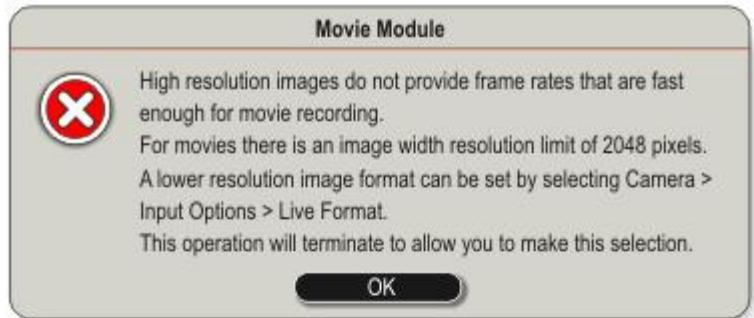 Movie Module
High resolution images do not provide frame rates that are fast
enough for movie recording.
For movies there is an image width resolution limit of 2048 pixels.
A lower resolution image format can be set by selecting Camera >
Input Options > Live Format.
This operation will terminate to allow you to make this selection.
OK